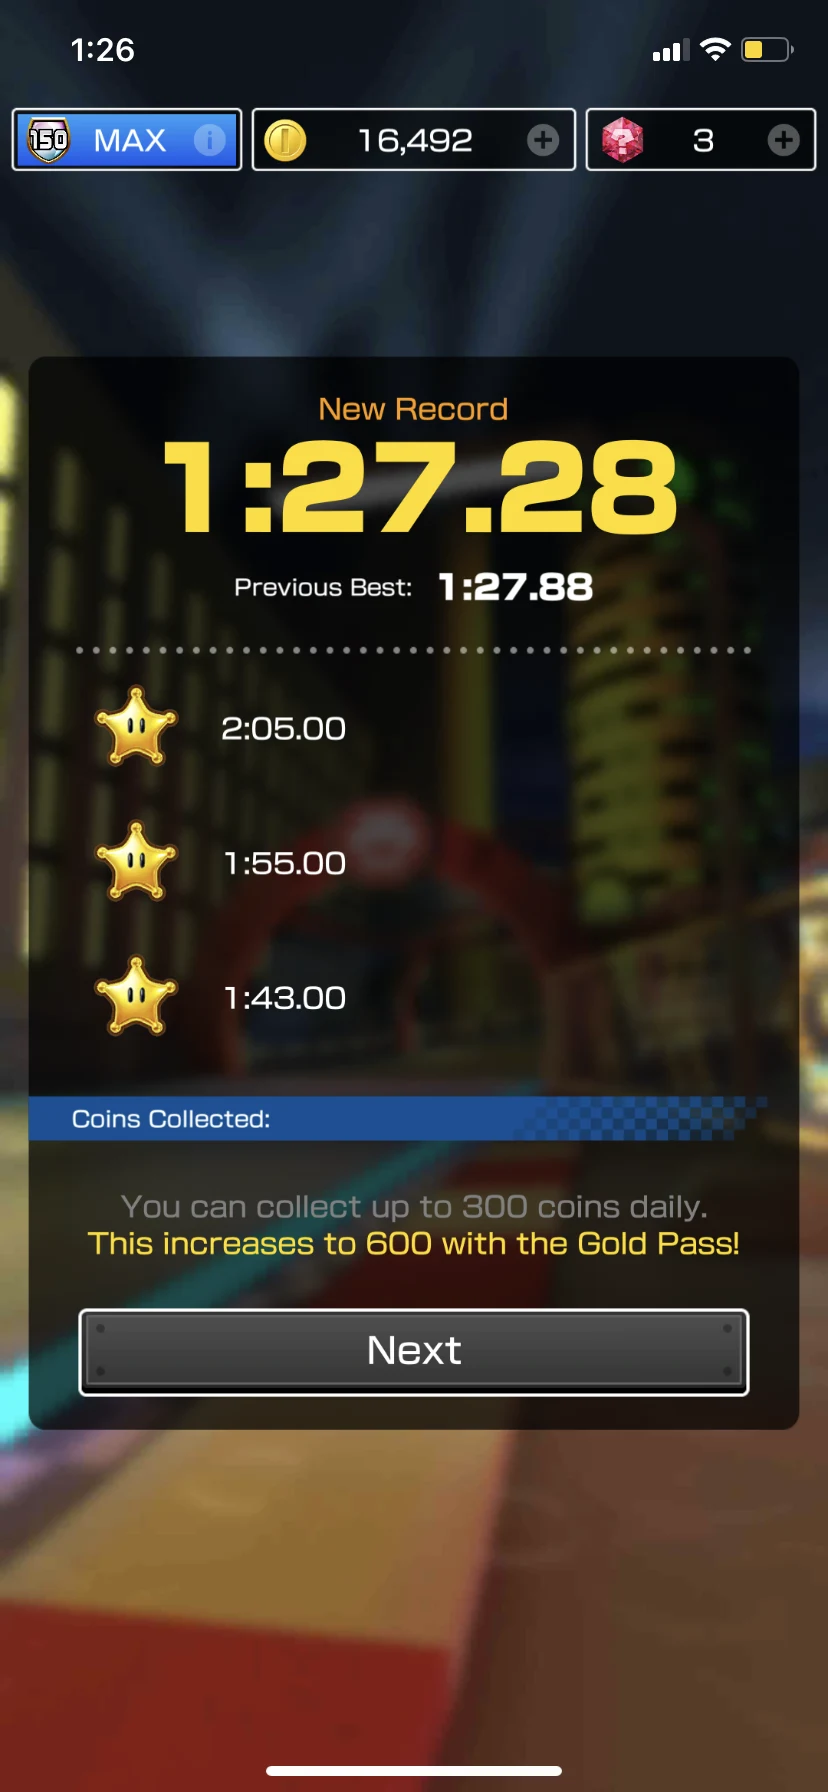 1:26
150 MAX i 16,492 + ? 3 +
New Record
1:27.28
Previous Best: 1:27.88
2:05.00
1:55.00
1:43.00
Coins Collected:
You can collect up to 300 coins daily.
This increases to 600 with the Gold Pass!
Next